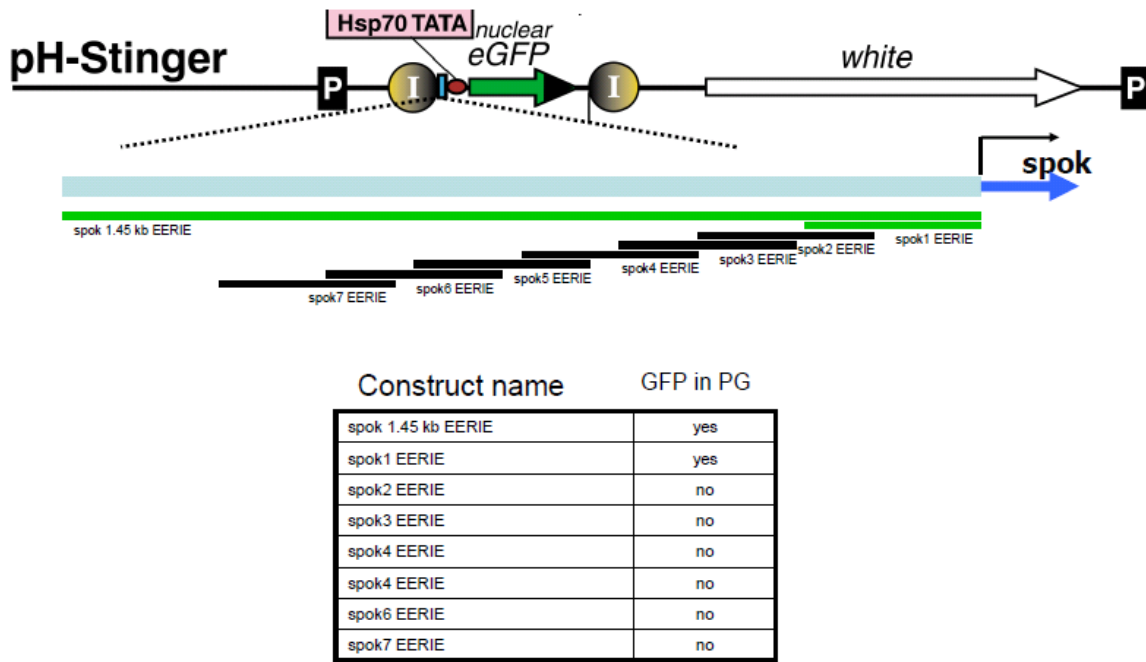 Hsp70 TATA
nuclear
eGFP
pH-Stinger
white
P
I
I
P
spok
spok 1.45 kb EERIE
spok1 EERIE
spok2 EERIE
spok3 EERIE
spok4 EERIE
spok5 EERIE
spok6 EERIE
spok7 EERIE
Construct name GFP in PG
spok 1.45 kb EERIE yes
spok1 EERIE yes
spok2 EERIE no
spok3 EERIE no
spok4 EERIE no
spok4 EERIE no
spok6 EERIE no
spok7 EERIE no